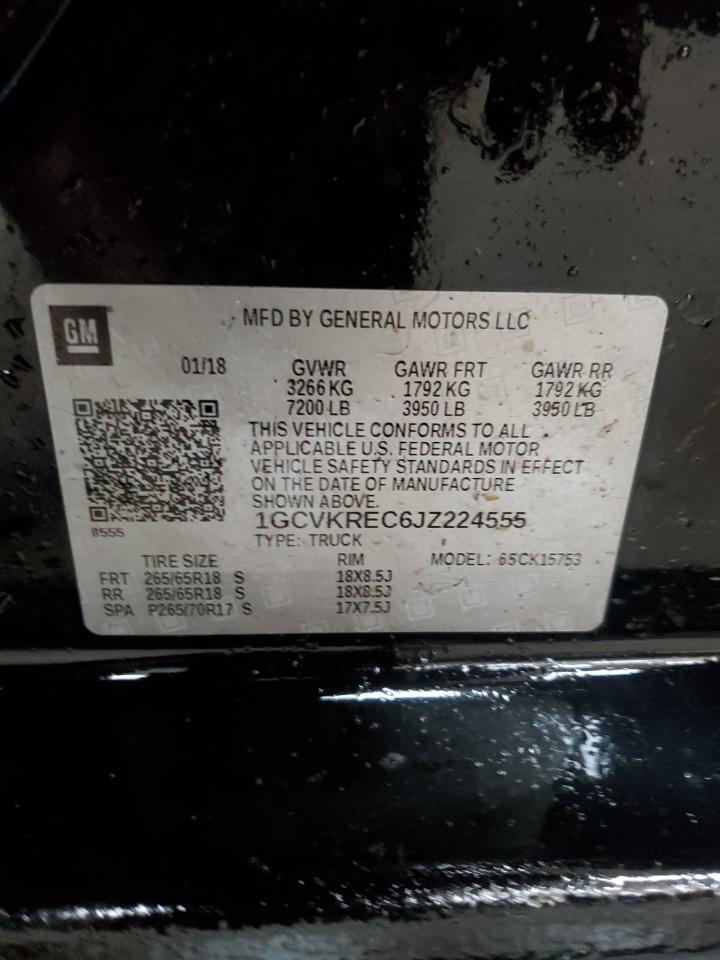 GM
MFD BY GENERAL MOTORS LLC
01/18 GVWR GAWR FRT GAWR RR
3266 KG 1792 KG 1792 KG
7200 LB 3950 LB 3950 LB
THIS VEHICLE CONFORMS TO ALL
APPLICABLE U.S. FEDERAL MOTOR
VEHICLE SAFETY STANDARDS IN EFFECT
ON THE DATE OF MANUFACTURE
SHOWN ABOVE.
1GCVKREC6JZ224555
8555
TYPE: TRUCK
TIRE SIZE RIM MODEL: 65CK15753
FRT 265/65R18 S 18X8.5J
RR 265/65R18 S 18X8.5J
SPA P265/70R17 S 17X7.5J